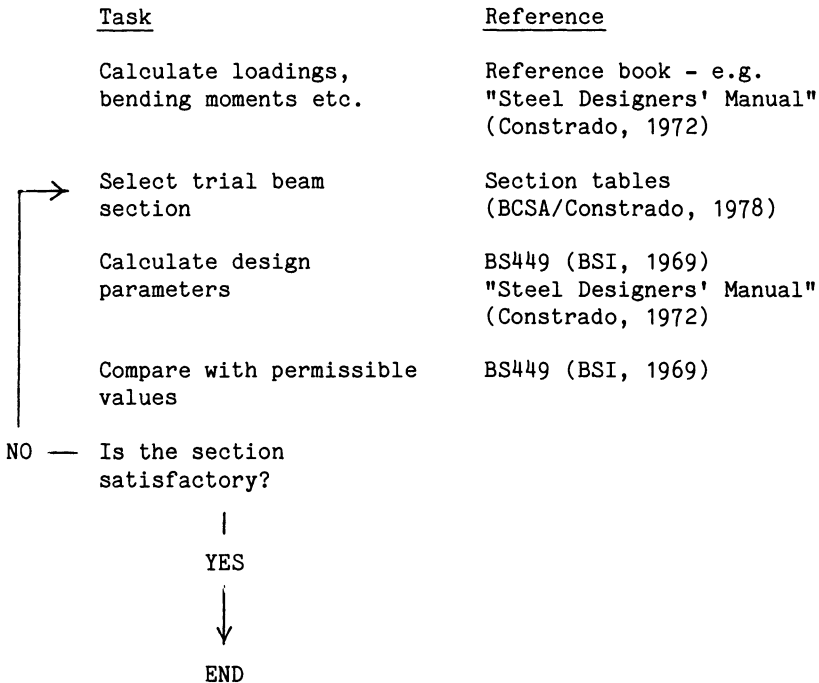 Task Reference
Calculate loadings, Reference book - e.g.
bending moments etc. "Steel Designers' Manual"
(Constrado, 1972)
Select trial beam Section tables
section (BCSA/Constrado, 1978)
Calculate design BS449 (BSI, 1969)
parameters "Steel Designers' Manual"
(Constrado, 1972)
Compare with permissible BS449 (BSI, 1969)
values
NO — Is the section
satisfactory?
YES
END